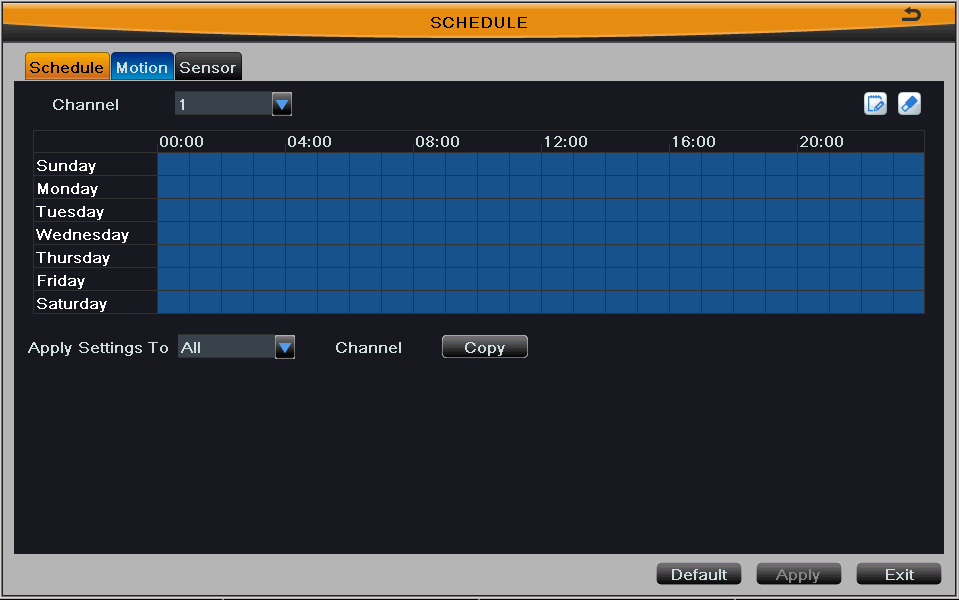 SCHEDULE
Schedule Motion Sensor
Channel 1
00:00 04:00 08:00 12:00 16:00 20:00
Sunday
Monday
Tuesday
Wednesday
Thursday
Friday
Saturday
Apply Settings To All Channel Copy
Default Apply Exit